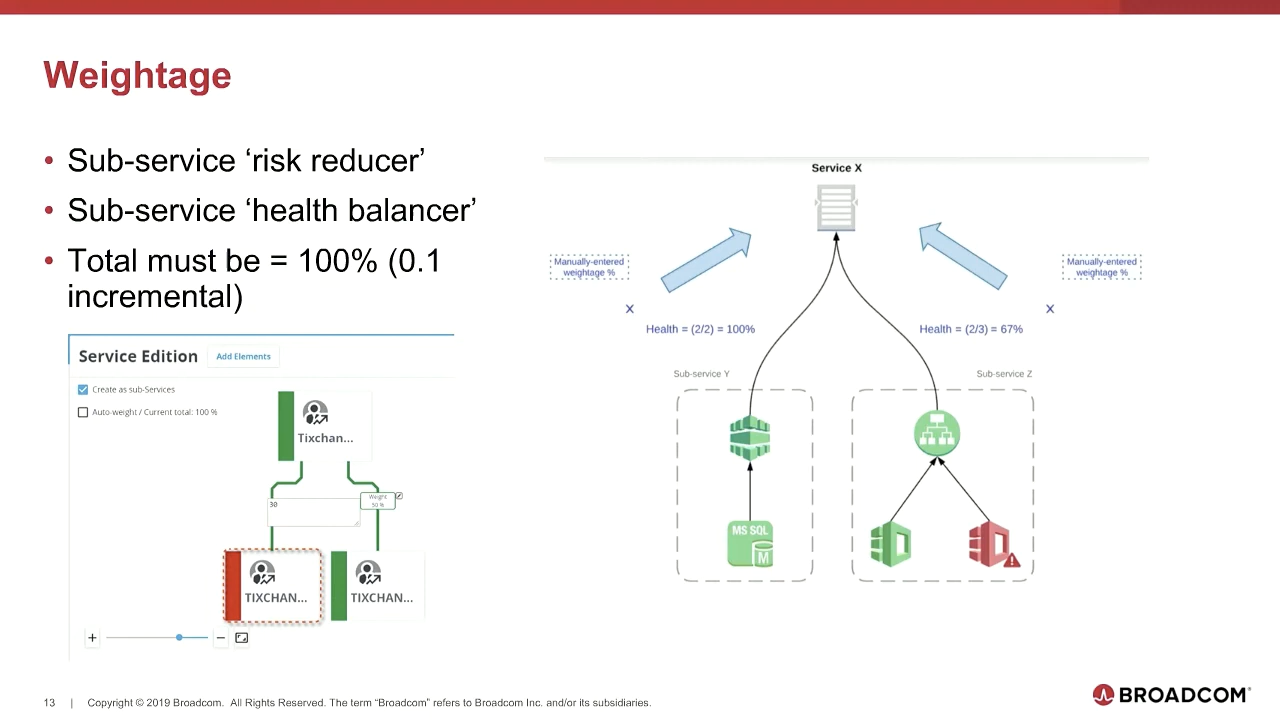 Weightage
• Sub-service ‘risk reducer’
• Sub-service ‘health balancer’
• Total must be = 100% (0.1
incremental)
Service Edition
Add Elements
Create as sub-Services
Auto-weight / Current total: 100 %
Tixchan...
30
Weight
50 %
TIXCHAN...
TIXCHAN...
Service X
Manually-entered
weightage %
X
Health = (2/2) = 100%
Manually-entered
weightage %
X
Health = (2/3) = 67%
Sub-service Y
Sub-service Z
MS SQL
M
13 | Copyright © 2019 Broadcom. All Rights Reserved. The term “Broadcom” refers to Broadcom Inc. and/or its subsidiaries.
BROADCOM®